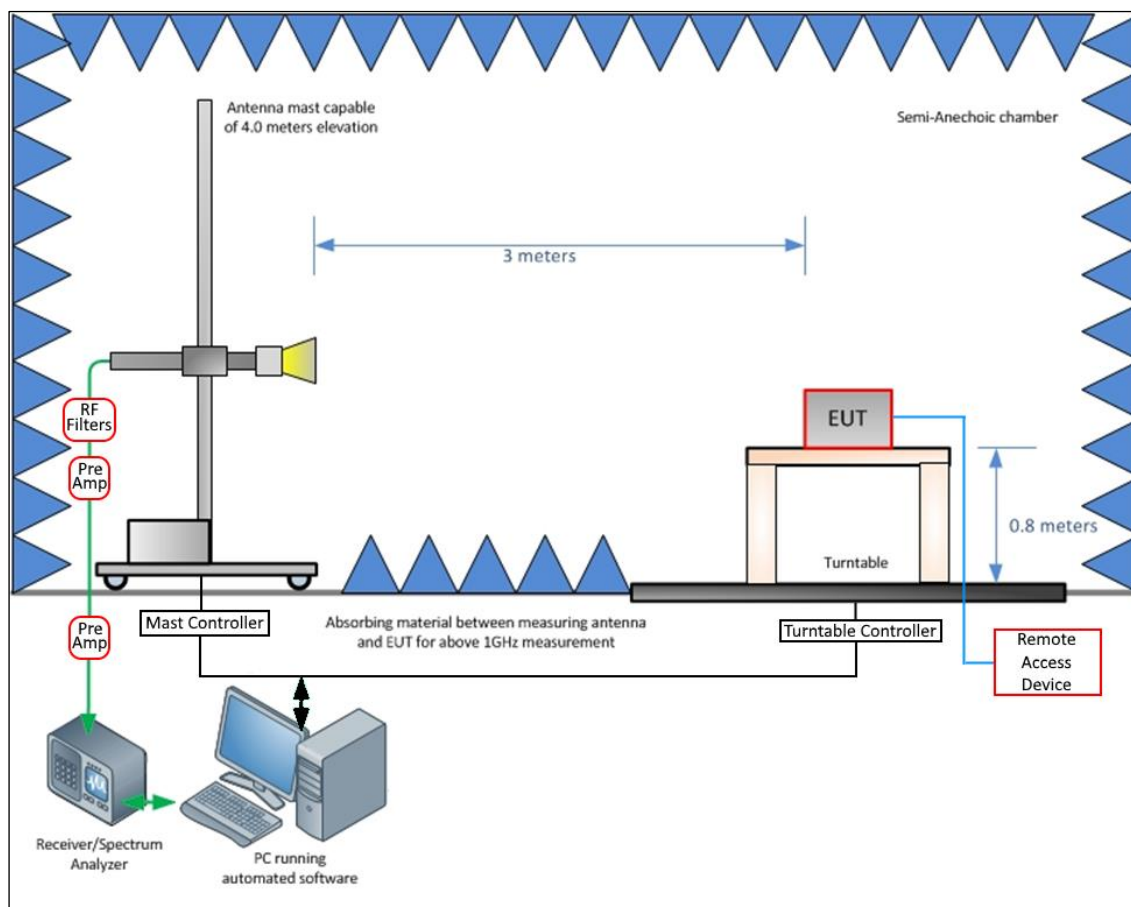 Antenna mast capable
of 4.0 meters elevation
Semi-Anechoic chamber
3 meters
RF
Filters
Pre
Amp
EUT
0.8 meters
Turntable
Pre
Amp
Mast Controller
Absorbing material between measuring antenna
and EUT for above 1GHz measurement
Turntable Controller
Remote
Access
Device
Receiver/Spectrum
Analyzer
PC running
automated software